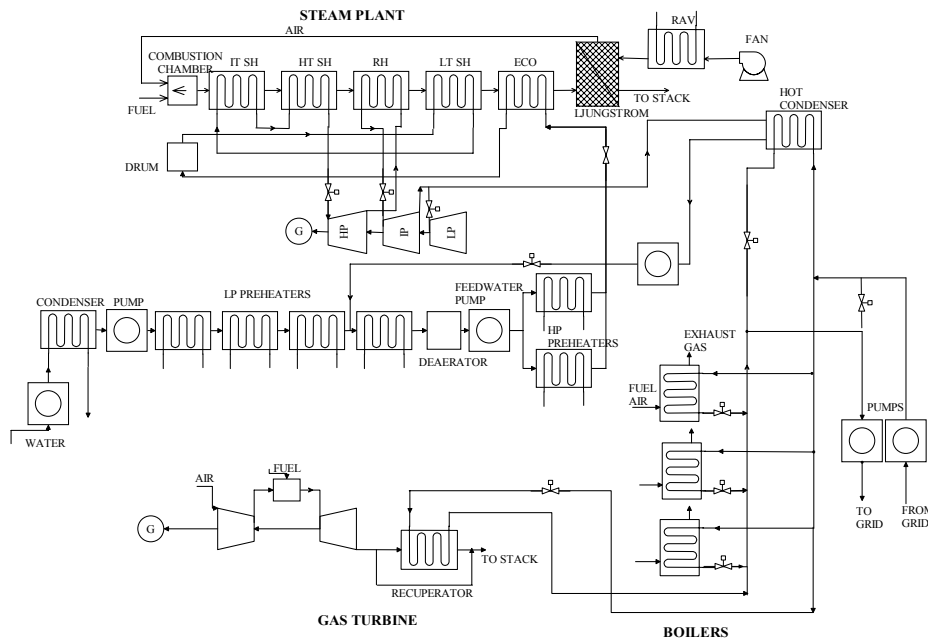 STEAM PLANT
AIR
RAV
FAN
COMBUSTION
CHAMBER
IT SH
HT SH
RH
LT SH
ECO
FUEL
TO STACK
LJUNGSTROM
HOT
CONDENSER
DRUM
G
HP
IP
LP
CONDENSER
PUMP
LP PREHEATERS
FEEDWATER
PUMP
DEAERATOR
HP
PREHEATERS
WATER
EXHAUST
GAS
FUEL
AIR
PUMPS
TO
GRID
FROM
GRID
AIR
FUEL
G
TO STACK
RECUPERATOR
GAS TURBINE
BOILERS